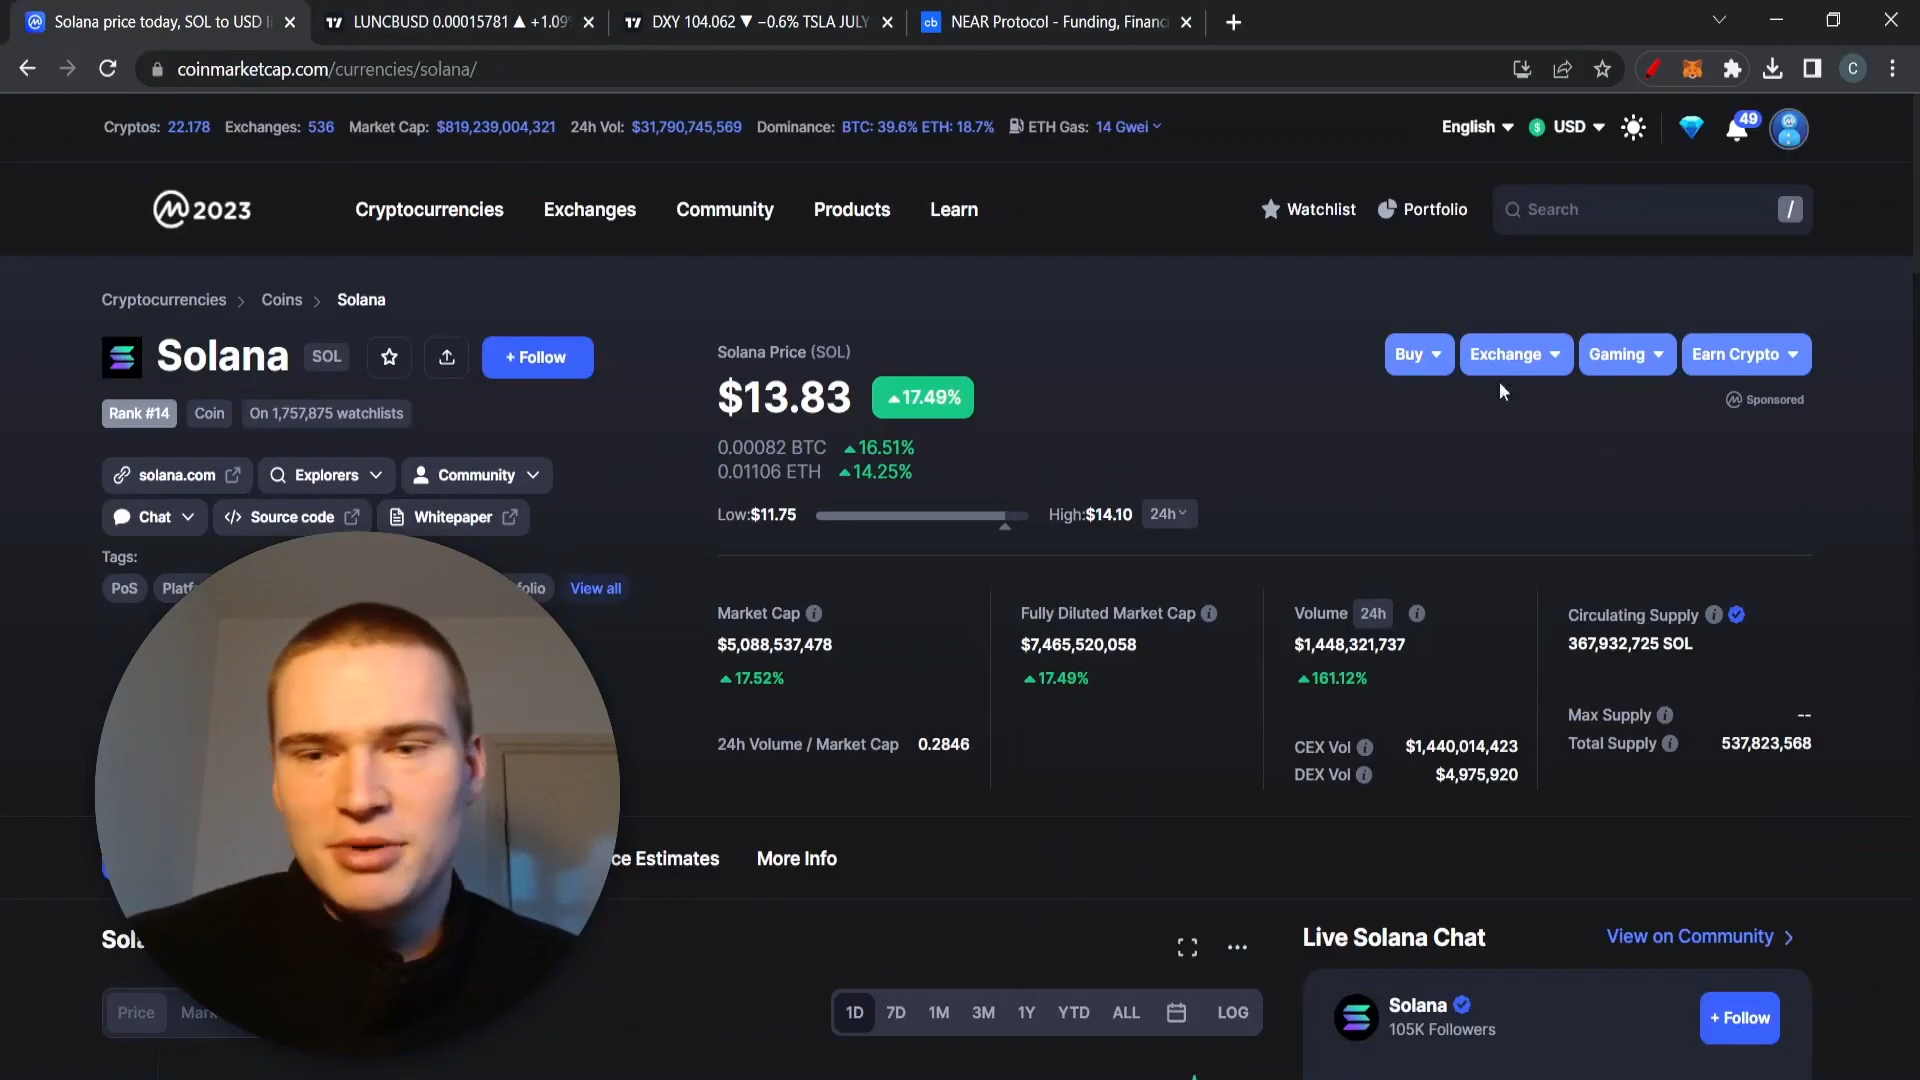 Solana price today, SOL to USD li
LUNCBUSD 0.00015781 ▲ +1.09%
DXY 104.062 ▼ −0.6% TSLA JULY
cb NEAR Protocol - Funding, Financi
coinmarketcap.com/currencies/solana/
C
Cryptos: 22.178 Exchanges: 536 Market Cap: $819,239,004,321 24h Vol: $31,790,745,569 Dominance: BTC: 39.6% ETH: 18.7% ETH Gas: 14 Gwei
English USD 49
2023 Cryptocurrencies Exchanges Community Products Learn Watchlist Portfolio Search /
Cryptocurrencies > Coins > Solana
Solana SOL + Follow
Rank #14 Coin On 1,757,875 watchlists
solana.com Explorers Community
Chat Source code Whitepaper
Tags:
PoS Platf folio View all
Solana Price (SOL)
$13.83 17.49%
0.00082 BTC 16.51%
0.01106 ETH 14.25%
Low:$11.75 High:$14.10 24h
Buy Exchange Gaming Earn Crypto
Sponsored
Market Cap
$5,088,537,478
17.52%
24h Volume / Market Cap 0.2846
Fully Diluted Market Cap
$7,465,520,058
17.49%
Volume 24h
$1,448,321,737
161.12%
CEX Vol $1,440,014,423
DEX Vol $4,975,920
Circulating Supply
367,932,725 SOL
Max Supply --
Total Supply 537,823,568
ce Estimates More Info
Sol
Price Mark
1D 7D 1M 3M 1Y YTD ALL LOG
Live Solana Chat View on Community >
Solana
105K Followers
+ Follow